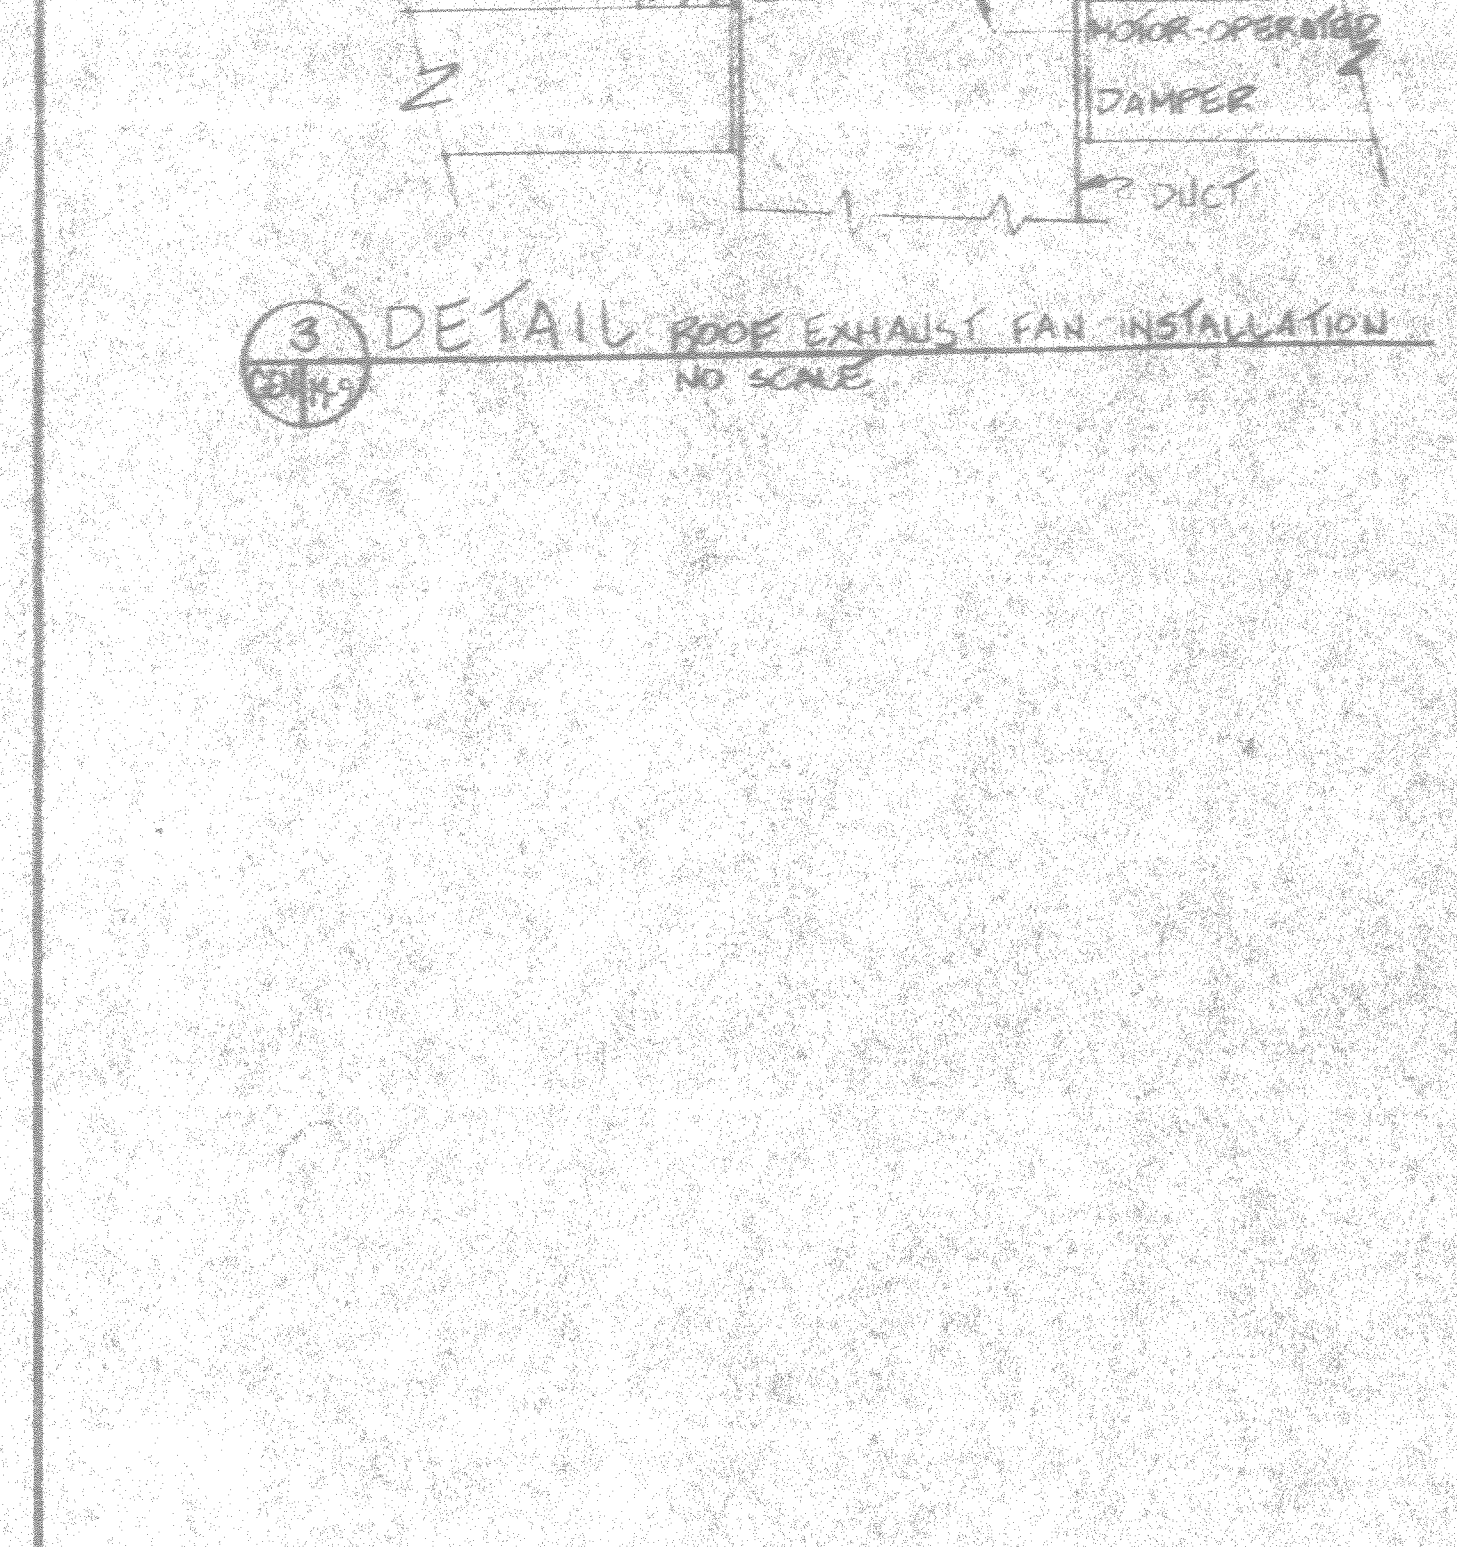 MOTOR-OPERATED
DAMPER
DUCT
3
DETAIL ROOF EXHAUST FAN INSTALLATION
NO SCALE